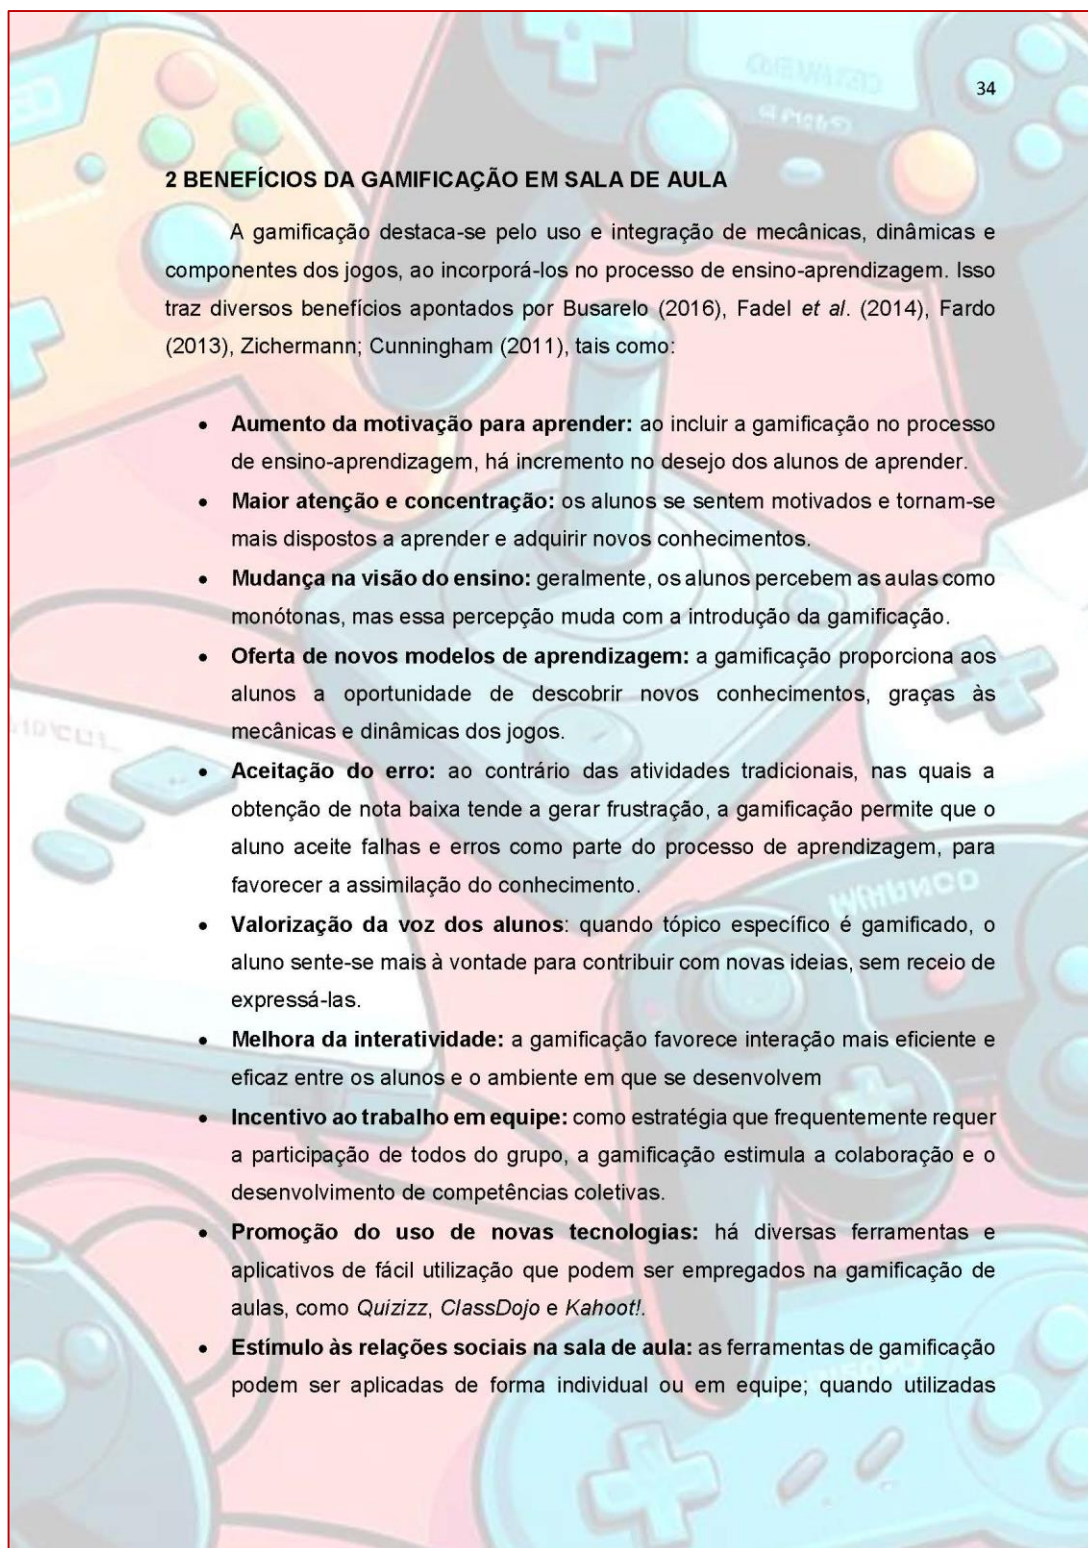 34
2 BENEFÍCIOS DA GAMIFICAÇÃO EM SALA DE AULA
A gamificação destaca-se pelo uso e integração de mecânicas, dinâmicas e
componentes dos jogos, ao incorporá-los no processo de ensino-aprendizagem. Isso
traz diversos benefícios apontados por Busarelo (2016), Fadel et al. (2014), Fardo
(2013), Zichermann; Cunningham (2011), tais como:
• Aumento da motivação para aprender: ao incluir a gamificação no processo
de ensino-aprendizagem, há incremento no desejo dos alunos de aprender.
• Maior atenção e concentração: os alunos se sentem motivados e tornam-se
mais dispostos a aprender e adquirir novos conhecimentos.
• Mudança na visão do ensino: geralmente, os alunos percebem as aulas como
monótonas, mas essa percepção muda com a introdução da gamificação.
• Oferta de novos modelos de aprendizagem: a gamificação proporciona aos
alunos a oportunidade de descobrir novos conhecimentos, graças às
mecânicas e dinâmicas dos jogos.
• Aceitação do erro: ao contrário das atividades tradicionais, nas quais a
obtenção de nota baixa tende a gerar frustração, a gamificação permite que o
aluno aceite falhas e erros como parte do processo de aprendizagem, para
favorecer a assimilação do conhecimento.
• Valorização da voz dos alunos: quando tópico específico é gamificado, o
aluno sente-se mais à vontade para contribuir com novas ideias, sem receio de
expressá-las.
• Melhora da interatividade: a gamificação favorece interação mais eficiente e
eficaz entre os alunos e o ambiente em que se desenvolvem
• Incentivo ao trabalho em equipe: como estratégia que frequentemente requer
a participação de todos do grupo, a gamificação estimula a colaboração e o
desenvolvimento de competências coletivas.
• Promoção do uso de novas tecnologias: há diversas ferramentas e
aplicativos de fácil utilização que podem ser empregados na gamificação de
aulas, como Quizizz, ClassDojo e Kahoot!.
• Estímulo às relações sociais na sala de aula: as ferramentas de gamificação
podem ser aplicadas de forma individual ou em equipe; quando utilizadas